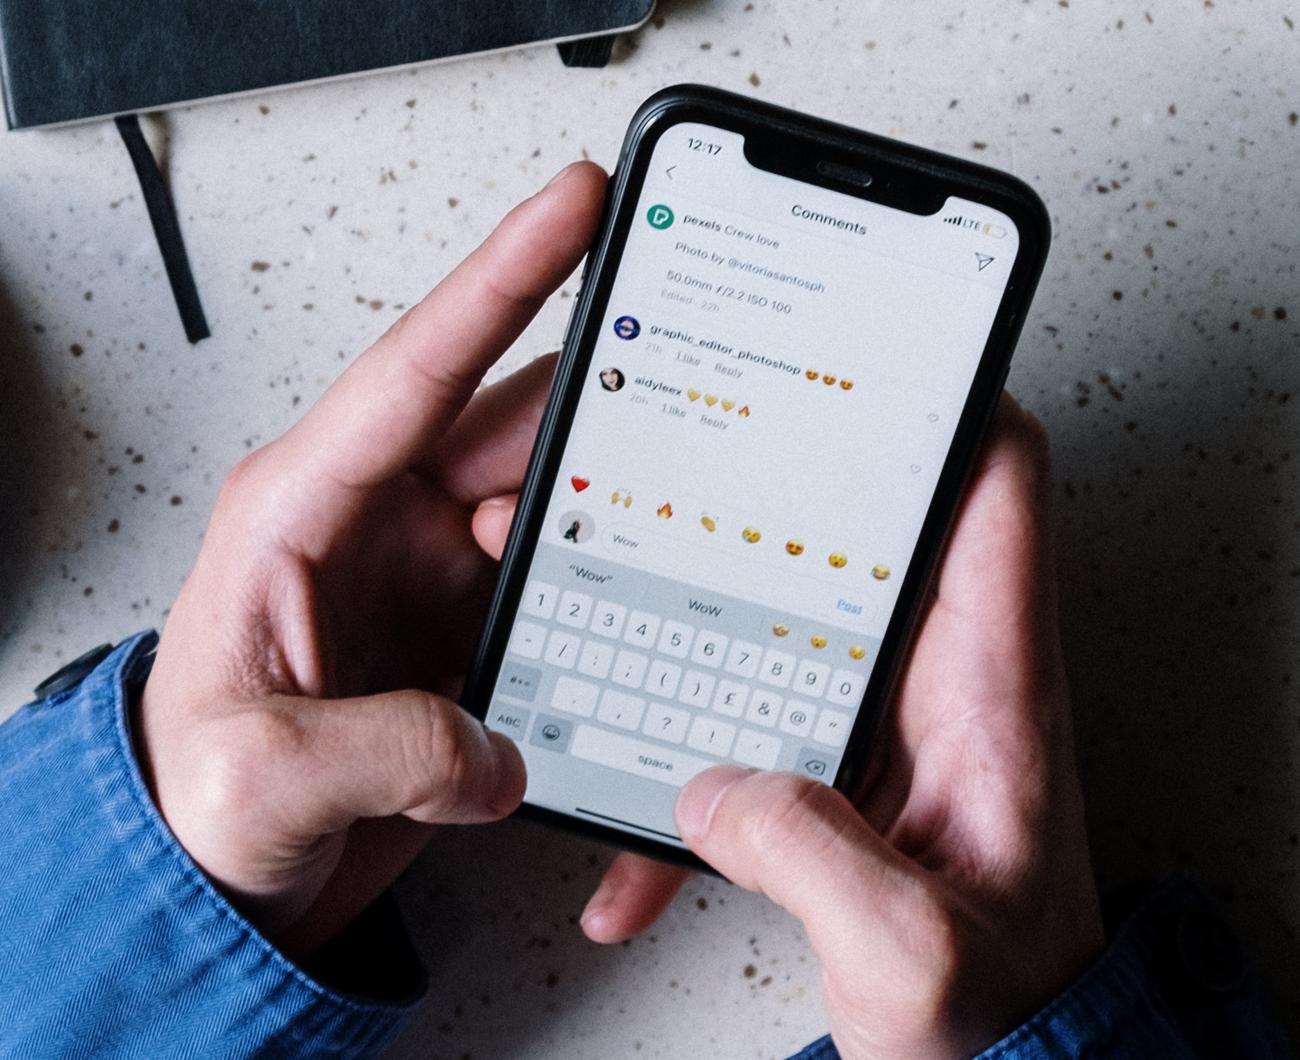 12:17
LTE
Comments
pexels Crew love
Photo by @vitoriasantosph
50.0mm ƒ/2.2 ISO 100
Edited · 22h
graphic_editor_photoshop 😍😍😍
21h 1 like Reply
aidyleex 💛💛💛🔥
20h 1 like Reply
❤️ 🙌 🔥 👏 😢 😍 😮 😂
Wow
Post
"Wow" WoW
1 2 3 4 5 6 7 8 9 0
- / : ; ( ) £ & @ "
#+= . , ? ! '
ABC space